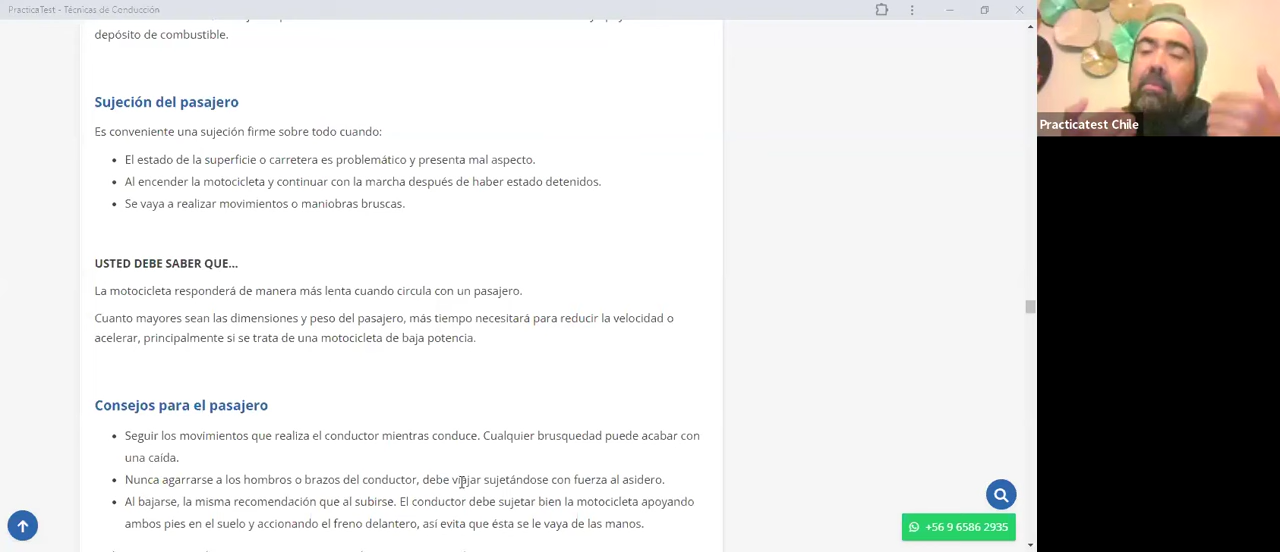 PracticaTest - Técnicas de Conducción
depósito de combustible.
Sujeción del pasajero
Es conveniente una sujeción firme sobre todo cuando:
El estado de la superficie o carretera es problemático y presenta mal aspecto.
Al encender la motocicleta y continuar con la marcha después de haber estado detenidos.
Se vaya a realizar movimientos o maniobras bruscas.
USTED DEBE SABER QUE...
La motocicleta responderá de manera más lenta cuando circula con un pasajero.
Cuanto mayores sean las dimensiones y peso del pasajero, más tiempo necesitará para reducir la velocidad o
acelerar, principalmente si se trata de una motocicleta de baja potencia.
Consejos para el pasajero
Seguir los movimientos que realiza el conductor mientras conduce. Cualquier brusquedad puede acabar con
una caída.
Nunca agarrarse a los hombros o brazos del conductor, debe viajar sujetándose con fuerza al asidero.
Al bajarse, la misma recomendación que al subirse. El conductor debe sujetar bien la motocicleta apoyando
ambos pies en el suelo y accionando el freno delantero, así evita que ésta se le vaya de las manos.
+56 9 6586 2935
Practicatest Chile